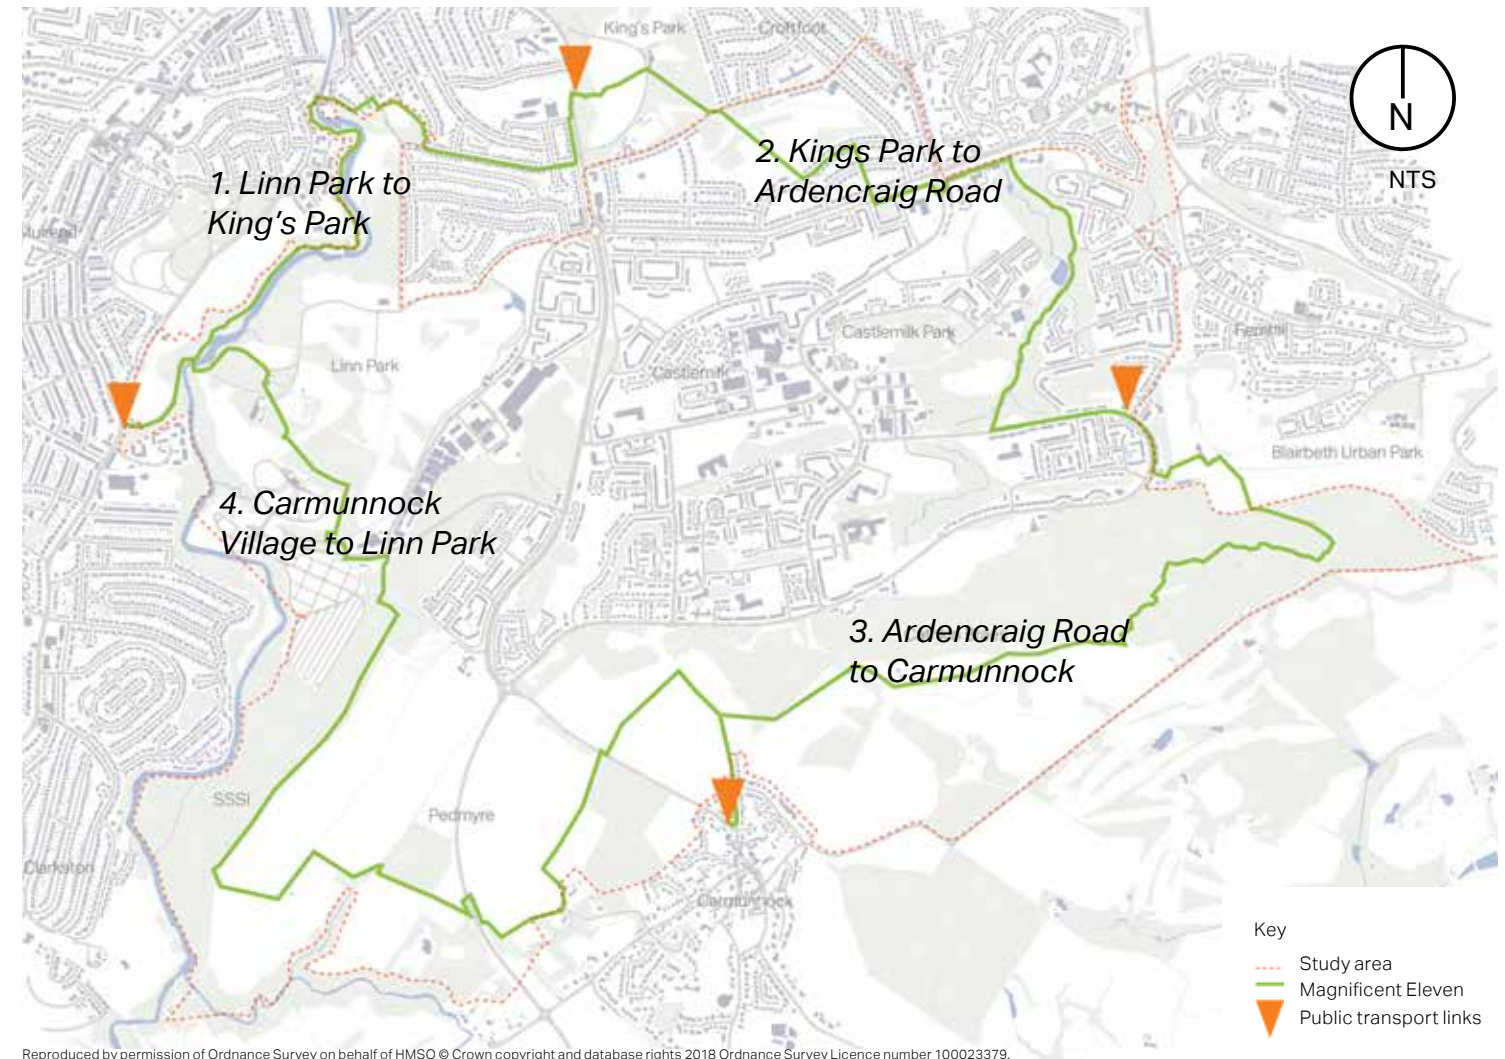 King's Park
Croftfoot
N
NTS
1. Linn Park to
King's Park
2. Kings Park to
Ardencraig Road
Muirend
Linn Park
Castlemilk Park
Castlemilk
Fernhill
Blairbeth Urban Park
4. Carmunnock
Village to Linn Park
3. Ardencraig Road
to Carmunnock
SSSI
Pedmyre
Clarkston
Carmunnock
Key
Study area
Magnificent Eleven
Public transport links
Reproduced by permission of Ordnance Survey on behalf of HMSO © Crown copyright and database rights 2018 Ordnance Survey Licence number 100023379.